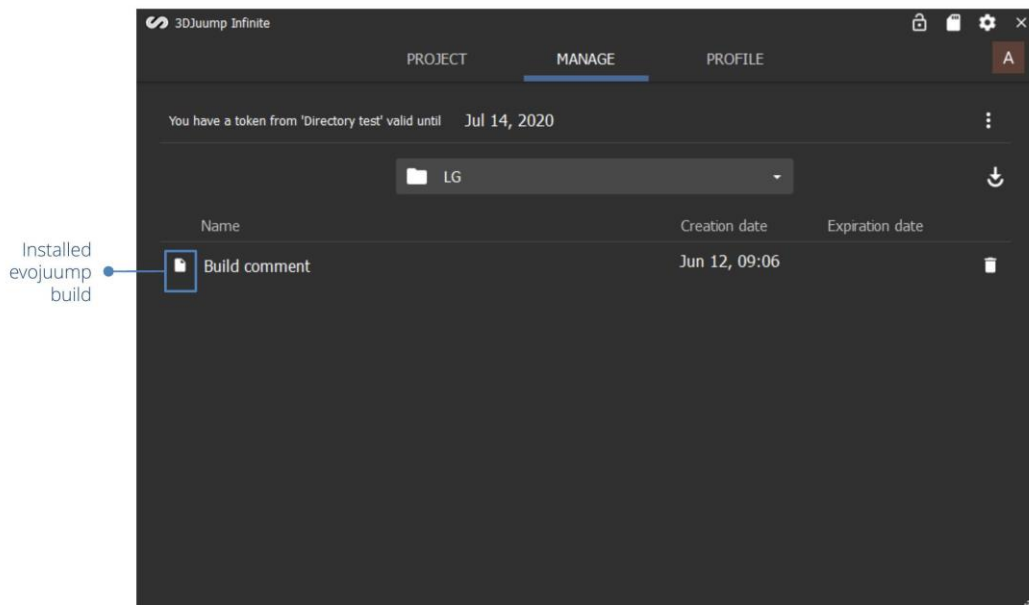 3DJuump Infinite
PROJECT MANAGE PROFILE
A
You have a token from 'Directory test' valid until Jul 14, 2020
LG
Name Creation date Expiration date
Installed
evojuump
build
Build comment Jun 12, 09:06